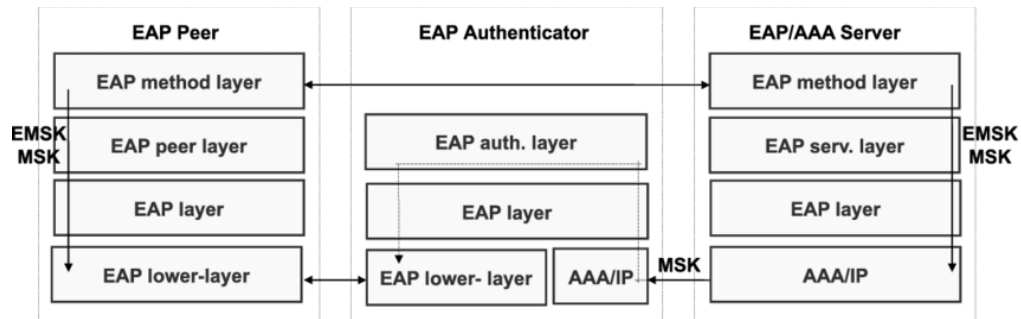 EAP Peer
EAP Authenticator
EAP/AAA Server
EAP method layer
EAP method layer
EMSK
MSK
EAP peer layer
EAP auth. layer
EAP serv. layer
EMSK
MSK
EAP layer
EAP layer
EAP layer
EAP lower-layer
EAP lower- layer
AAA/IP
MSK
AAA/IP